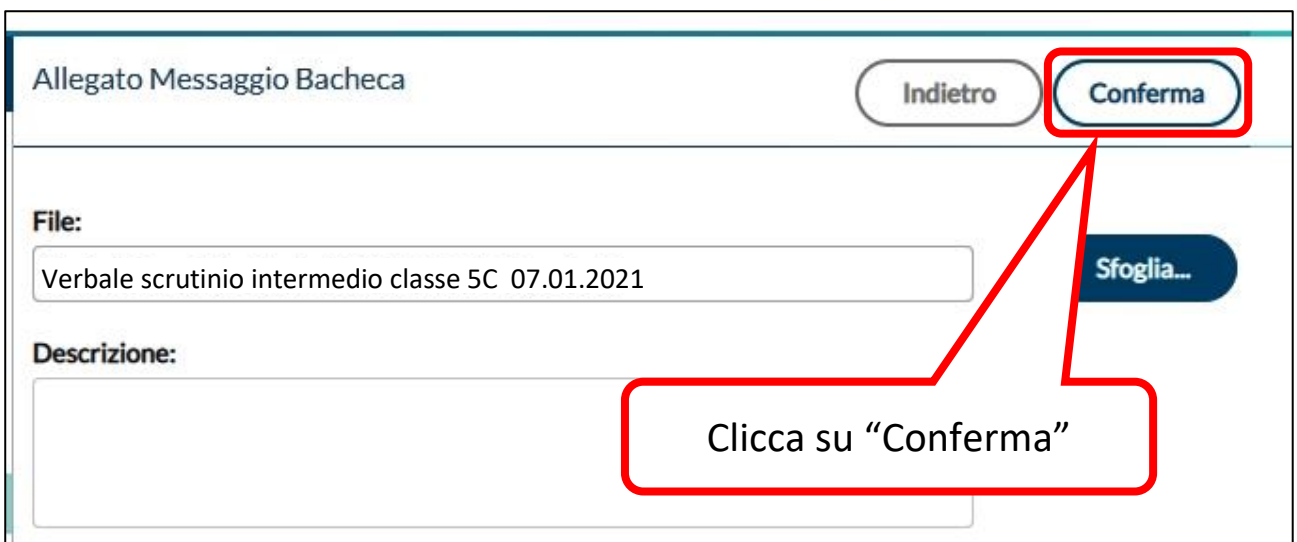 Allegato Messaggio Bacheca
Indietro
Conferma
File:
Verbale scrutinio intermedio classe 5C 07.01.2021
Sfoglia...
Descrizione:
Clicca su “Conferma”